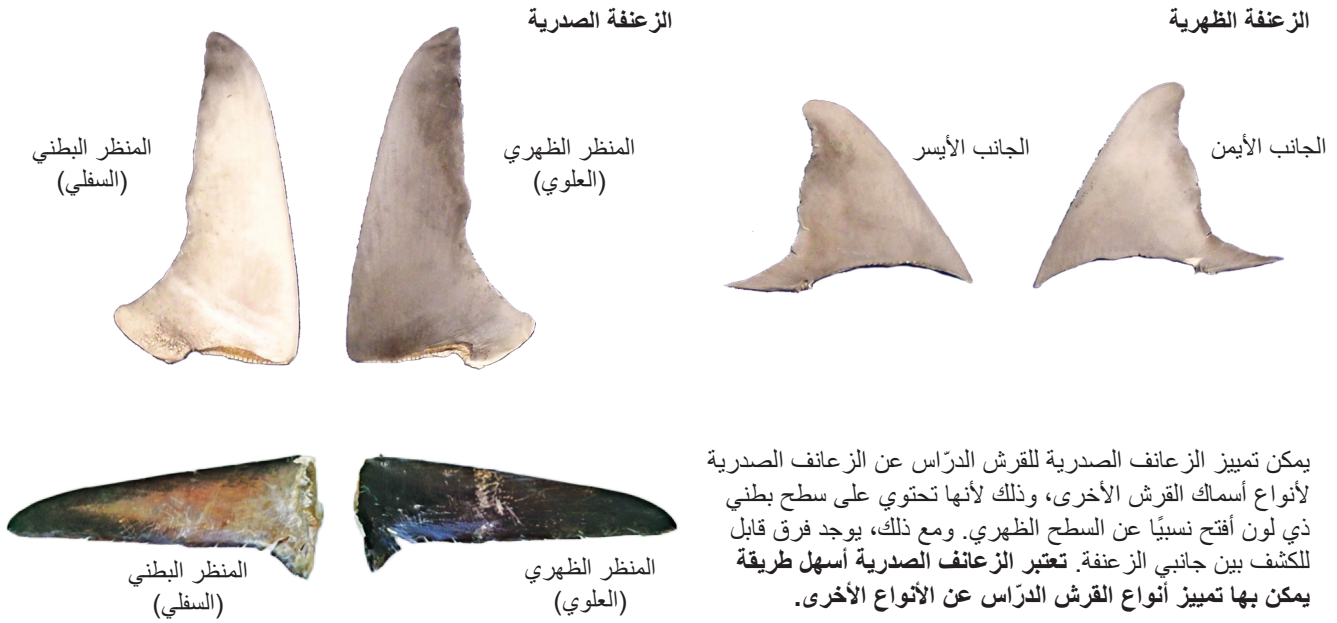 الزعنفة الظهرية
الجانب الأيمن
الجانب الأيسر
الزعنفة الصدرية
المنظر الظهري
(العلوي)
المنظر البطني
(السفلي)
يمكن تمييز الزعانف الصدرية للقرش الدرّاس عن الزعانف الصدرية
لأنواع أسماك القرش الأخرى، وذلك لأنها تحتوي على سطح بطني
ذي لون أفتح نسبيًا عن السطح الظهري. ومع ذلك، يوجد فرق قابل
للكشف بين جانبي الزعنفة. تعتبر الزعانف الصدرية أسهل طريقة
يمكن بها تمييز أنواع القرش الدرّاس عن الأنواع الأخرى.
المنظر الظهري
(العلوي)
المنظر البطني
(السفلي)